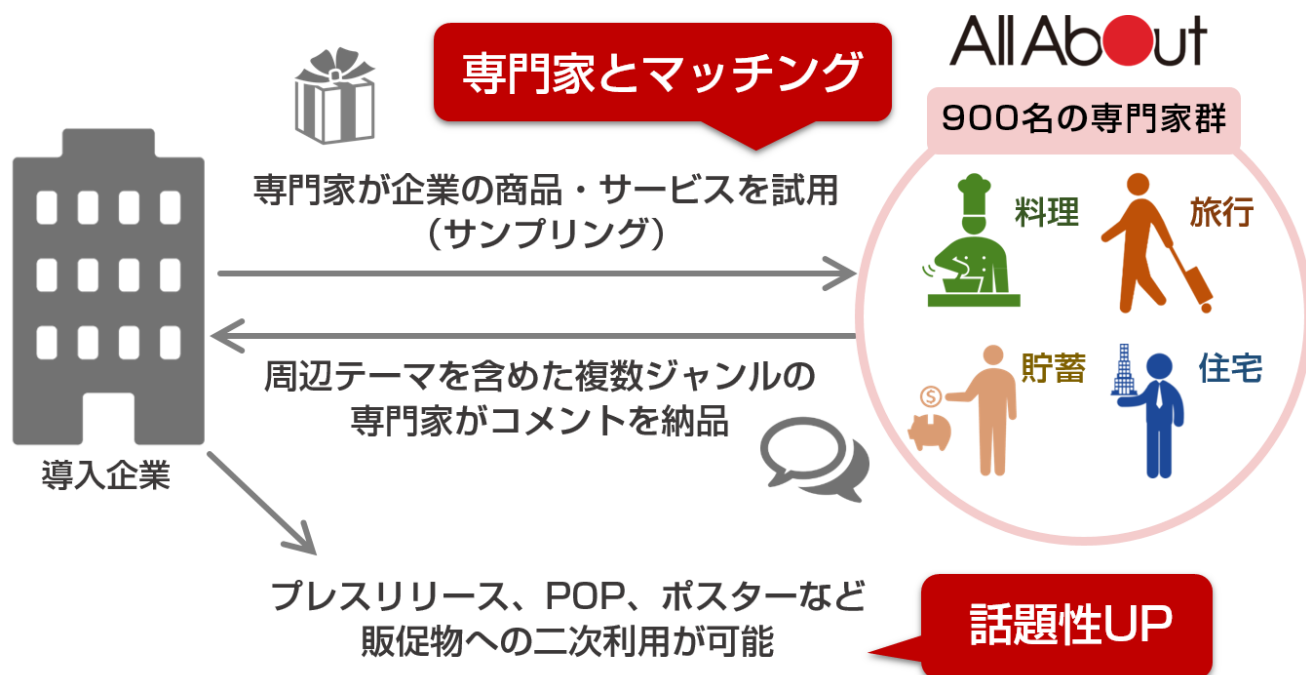 専門家とマッチング
All About
900名の専門家群
専門家が企業の商品・サービスを試用
（サンプリング）
料理
旅行
周辺テーマを含めた複数ジャンルの
専門家がコメントを納品
貯蓄
住宅
$
導入企業
プレスリリース、POP、ポスターなど
販促物への二次利用が可能
話題性UP